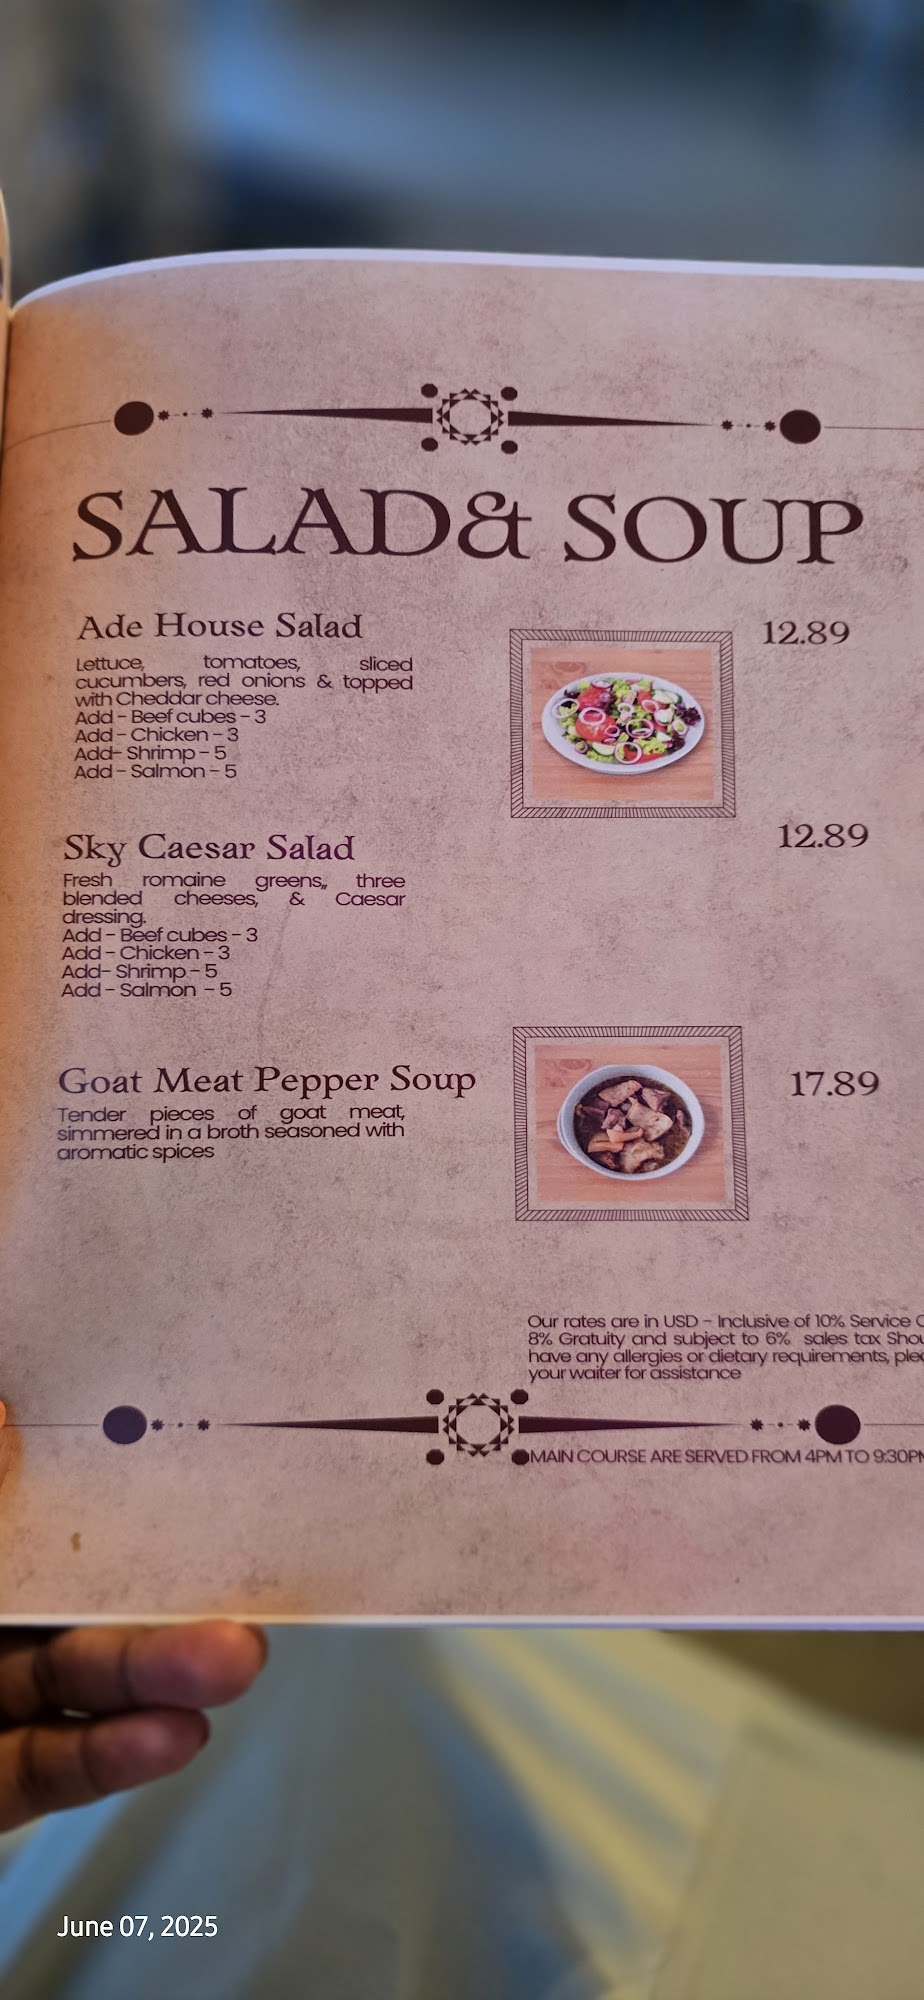 SALAD& SOUP
Ade House Salad
12.89
Lettuce, tomatoes, sliced
cucumbers, red onions & topped
with Cheddar cheese.
Add - Beef cubes - 3
Add - Chicken - 3
Add- Shrimp - 5
Add - Salmon - 5
Sky Caesar Salad
12.89
Fresh romaine greens,, three
blended cheeses, & Caesar
dressing.
Add - Beef cubes - 3
Add - Chicken - 3
Add- Shrimp - 5
Add - Salmon - 5
Goat Meat Pepper Soup
17.89
Tender pieces of goat meat,
simmered in a broth seasoned with
aromatic spices
Our rates are in USD - Inclusive of 10% Service
8% Gratuity and subject to 6% sales tax
have any allergies or dietary requirements,
your waiter for assistance
MAIN COURSE ARE SERVED FROM 4PM TO
June 07, 2025